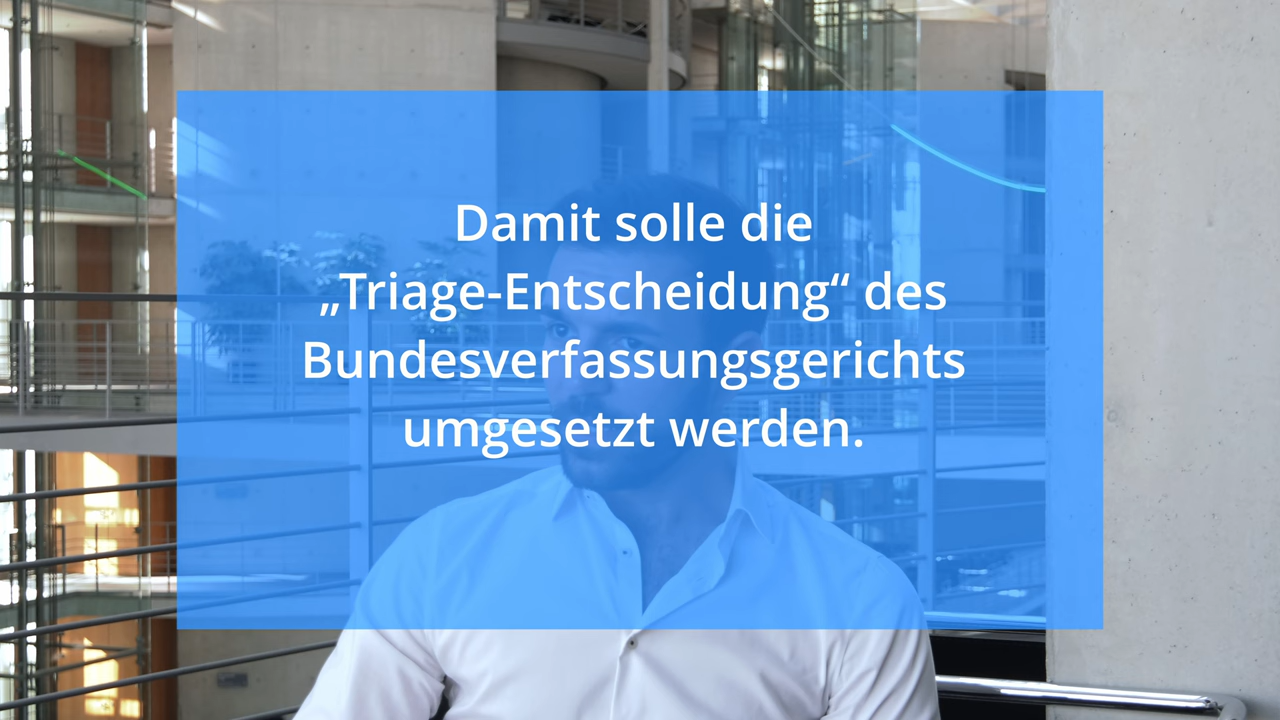 Damit solle die
„Triage-Entscheidung“ des
Bundesverfassungsgerichts
umgesetzt werden.